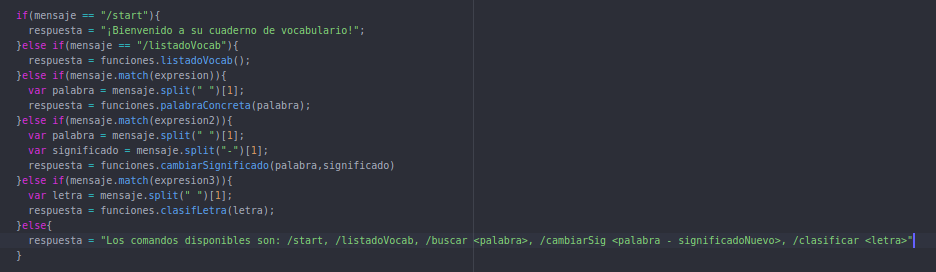 if(mensaje == "/start"){
respuesta = "¡Bienvenido a su cuaderno de vocabulario!";
}else if(mensaje == "/listadoVocab"){
respuesta = funciones.listadoVocab();
}else if(mensaje.match(expresion)){
var palabra = mensaje.split(" ")[1];
respuesta = funciones.palabraConcreta(palabra);
}else if(mensaje.match(expresion2)){
var palabra = mensaje.split(" ")[1];
var significado = mensaje.split("-")[1];
respuesta = funciones.cambiarSignificado(palabra,significado)
}else if(mensaje.match(expresion3)){
var letra = mensaje.split(" ")[1];
respuesta = funciones.clasifLetra(letra);
}else{
respuesta = "Los comandos disponibles son: /start, /listadoVocab, /buscar <palabra>, /cambiarSig <palabra - significadoNuevo>, /clasificar <letra>"
}